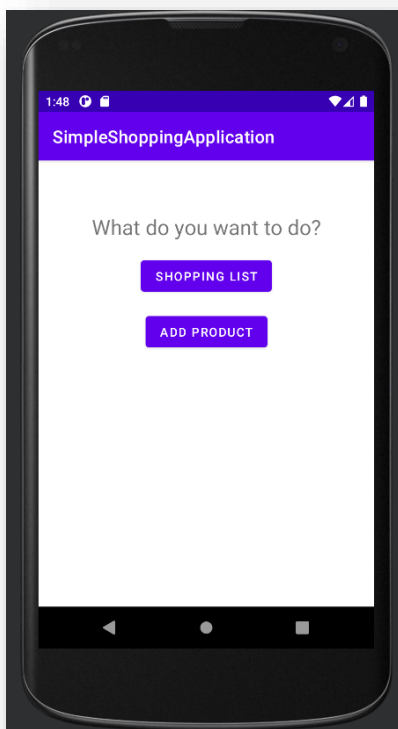 1:48
SimpleShoppingApplication
What do you want to do?
SHOPPING LIST
ADD PRODUCT